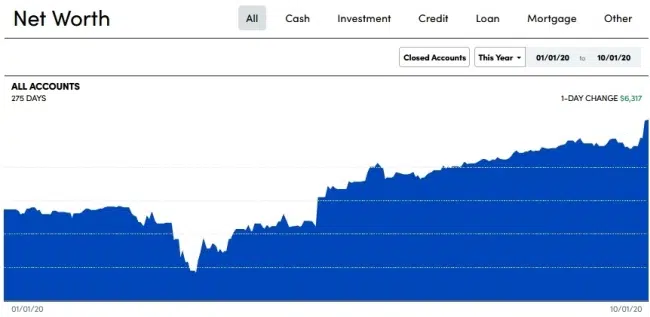 Net Worth
All Cash Investment Credit Loan Mortgage Other
Closed Accounts This Year 01/01/20 to 10/01/20
ALL ACCOUNTS
275 DAYS 1-DAY CHANGE $6,317
01/01/20 10/01/20